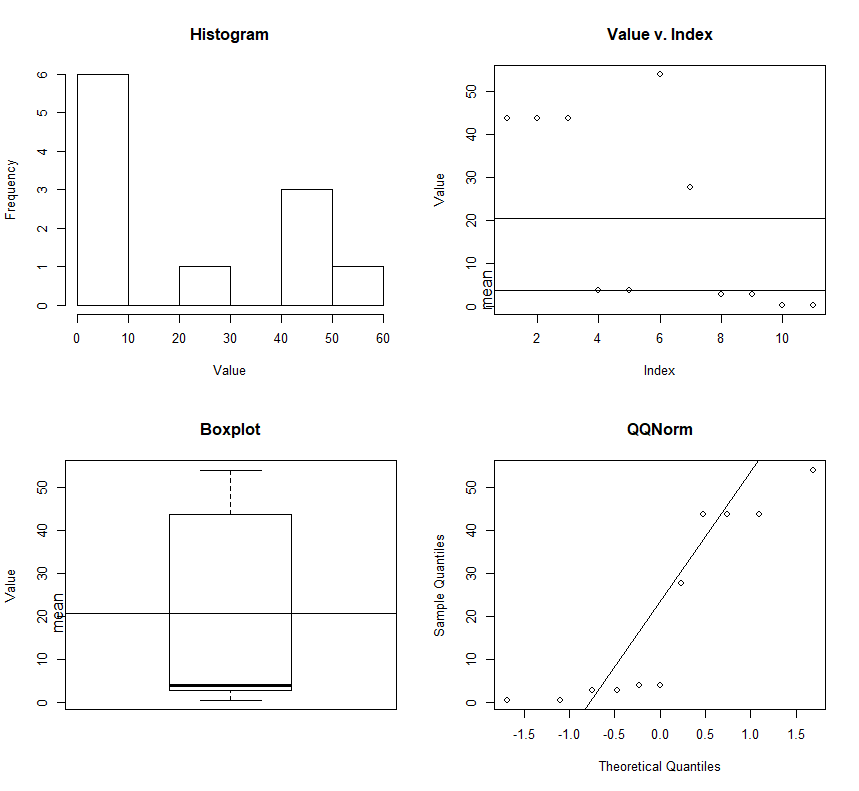 Histogram
Frequency
0 1 2 3 4 5 6
0 10 20 30 40 50 60
Value
Value v. Index
Value
0 10 20 30 40 50
mean
2 4 6 8 10
Index
Boxplot
Value
0 10 20 30 40 50
mean
QQNorm
Sample Quantiles
0 10 20 30 40 50
-1.5 -1.0 -0.5 0.0 0.5 1.0 1.5
Theoretical Quantiles